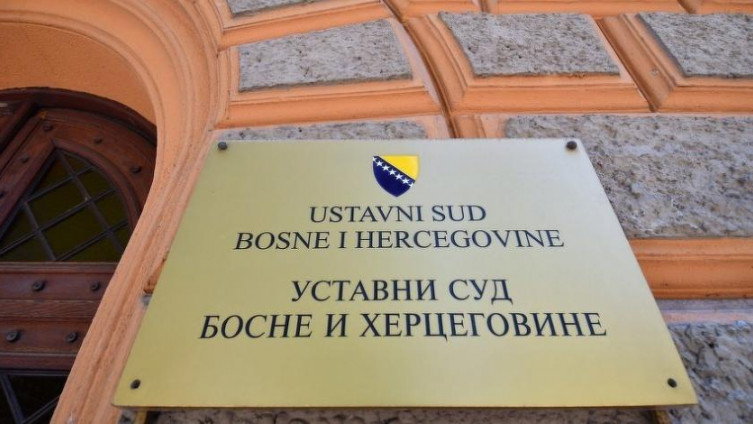 USTAVNI SUD
BOSNE I HERCEGOVINE
УСТАВНИ СУД
БОСНЕ И ХЕРЦЕГОВИНЕ